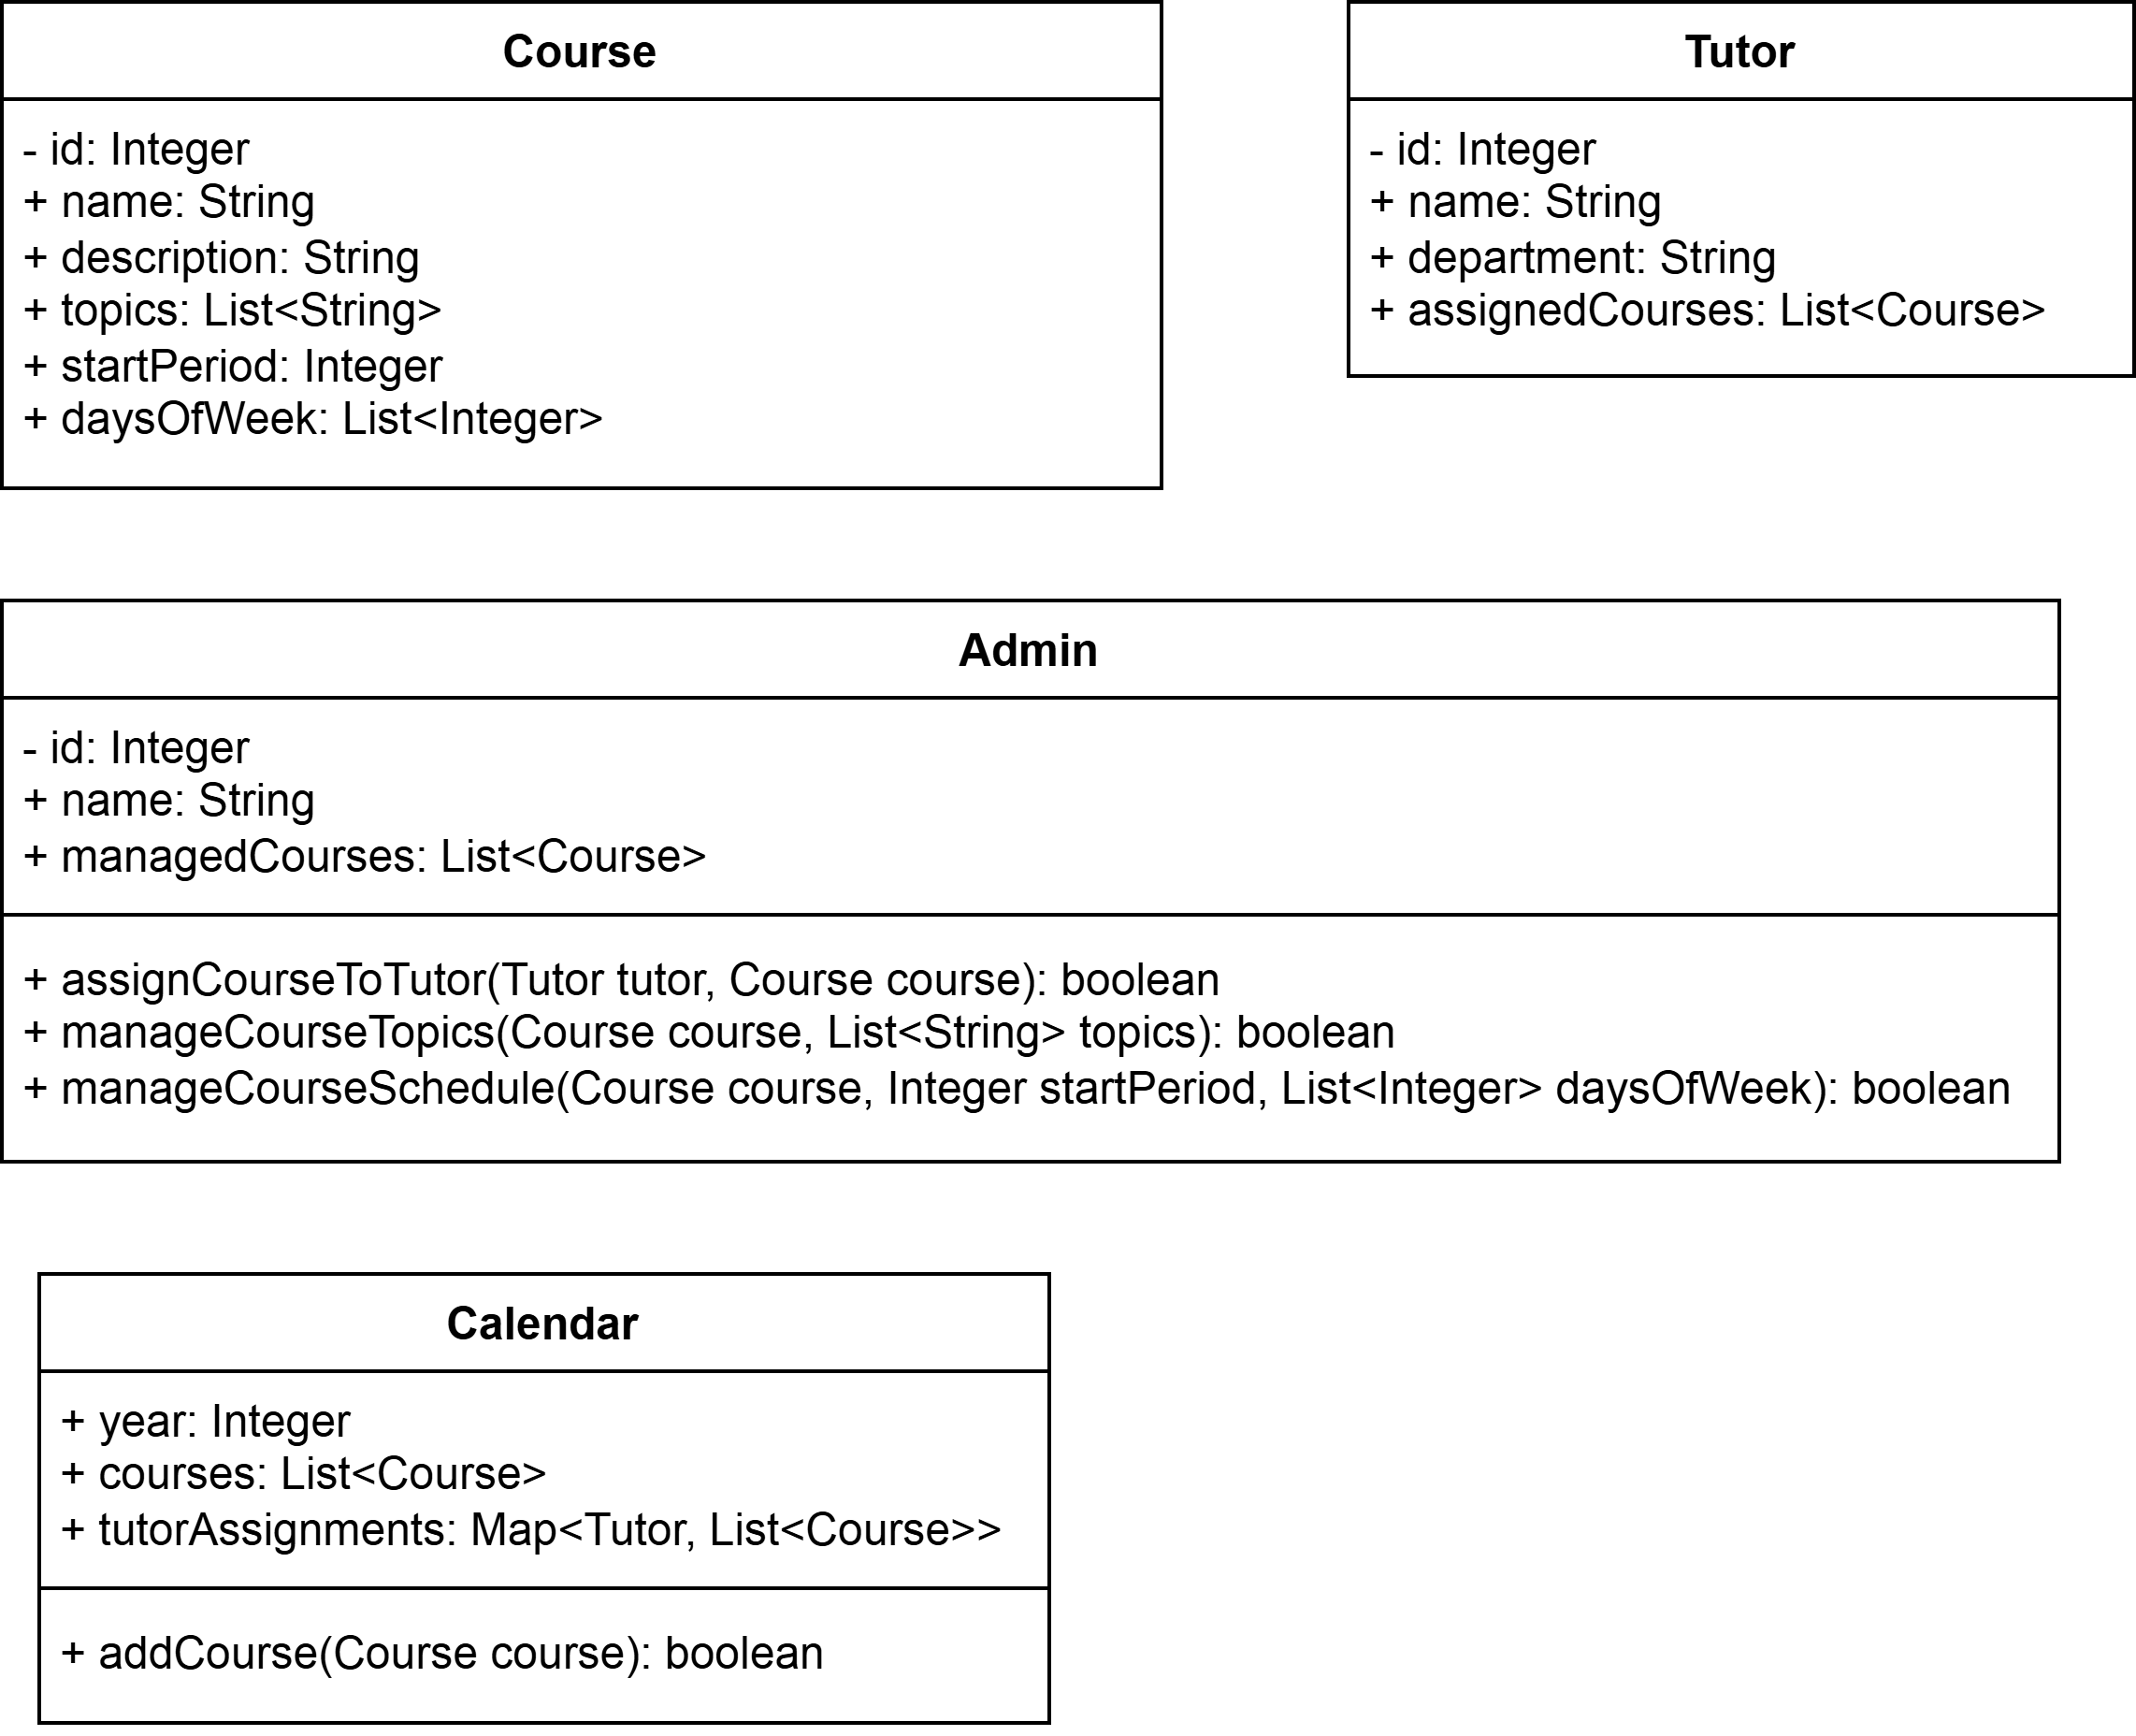 Course
- id: Integer
+ name: String
+ description: String
+ topics: List<String>
+ startPeriod: Integer
+ daysOfWeek: List<Integer>
Tutor
- id: Integer
+ name: String
+ department: String
+ assignedCourses: List<Course>
Admin
- id: Integer
+ name: String
+ managedCourses: List<Course>
+ assignCourseToTutor(Tutor tutor, Course course): boolean
+ manageCourseTopics(Course course, List<String> topics): boolean
+ manageCourseSchedule(Course course, Integer startPeriod, List<Integer> daysOfWeek): boolean
Calendar
+ year: Integer
+ courses: List<Course>
+ tutorAssignments: Map<Tutor, List<Course>>
+ addCourse(Course course): boolean